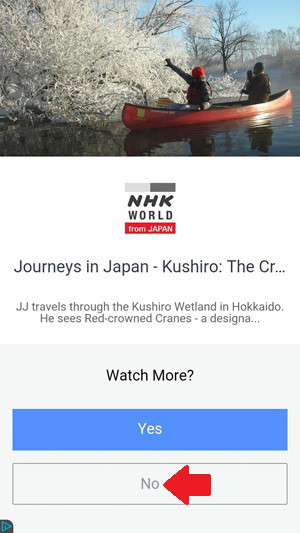 NHK
WORLD
from JAPAN
Journeys in Japan - Kushiro: The Cr...
JJ travels through the Kushiro Wetland in Hokkaido.
He sees Red-crowned Cranes - a designa...
Watch More?
Yes
No